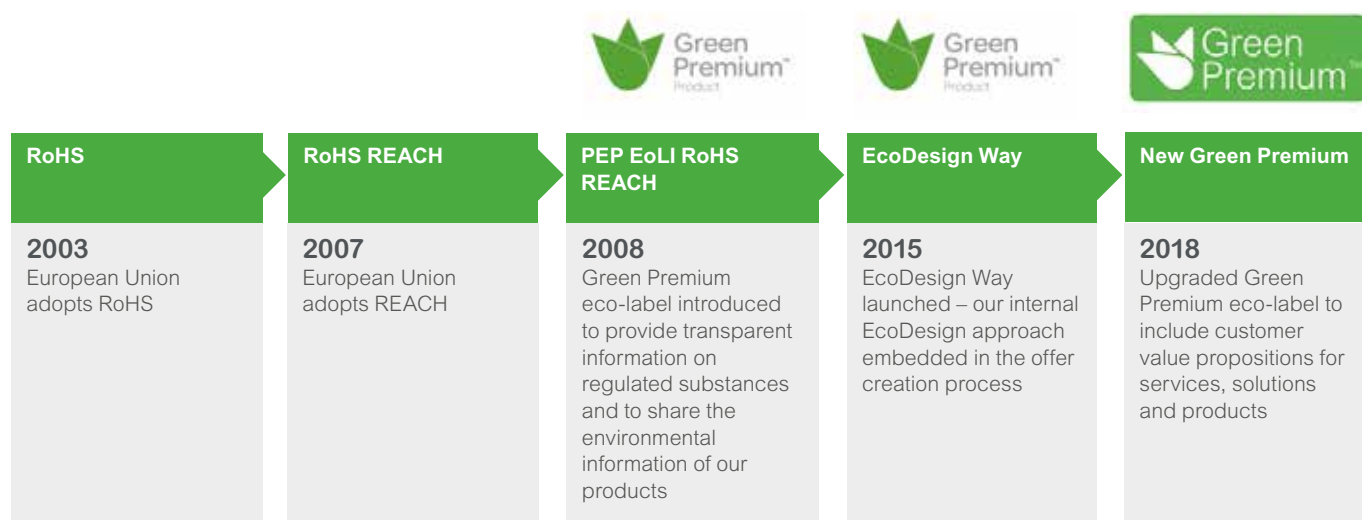 Green
Premium™
Product
Green
Premium™
Product
Green
Premium™
RoHS
2003
European Union
adopts RoHS
RoHS REACH
2007
European Union
adopts REACH
PEP EoLI RoHS
REACH
2008
Green Premium
eco-label introduced
to provide transparent
information on
regulated substances
and to share the
environmental
information of our
products
EcoDesign Way
2015
EcoDesign Way
launched – our internal
EcoDesign approach
embedded in the offer
creation process
New Green Premium
2018
Upgraded Green
Premium eco-label to
include customer
value propositions for
services, solutions
and products